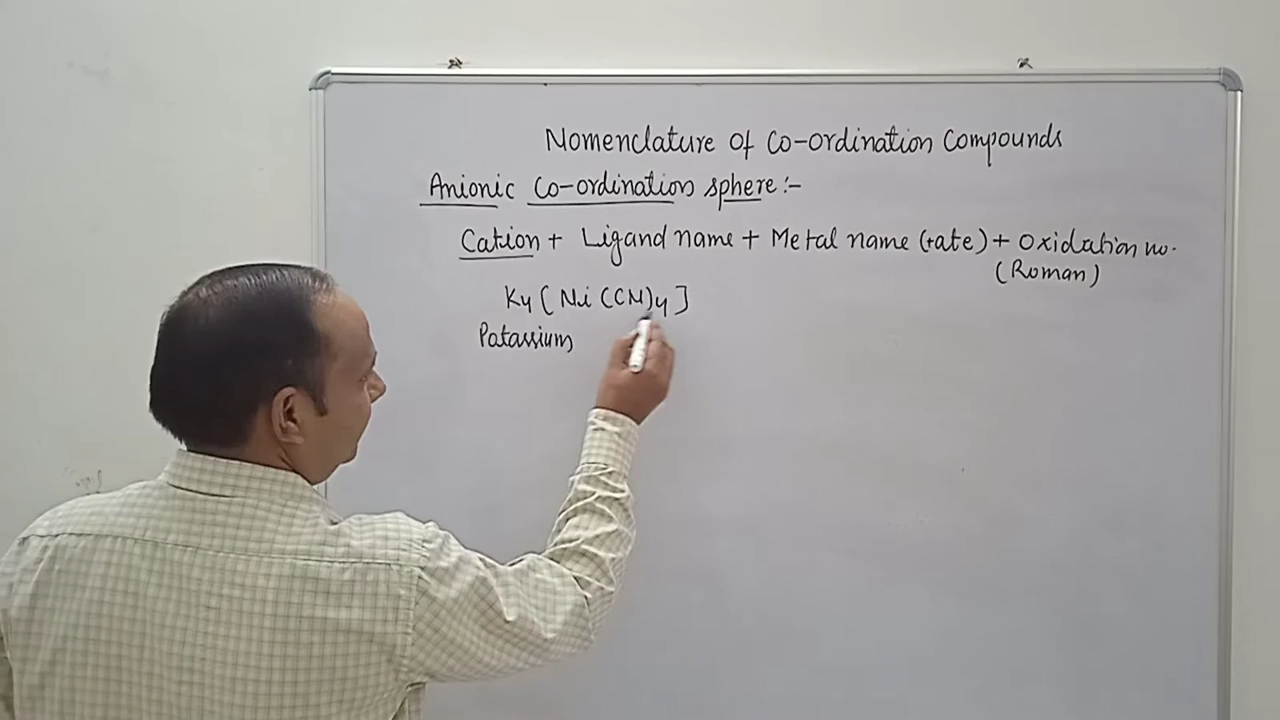 Nomenclature of Co-ordination Compounds
Anionic Co-ordination sphere:-
Cation + Ligand name + Metal name (+ate) + Oxidation no.
(Roman)
K4[Ni(CN)4]
Potassium